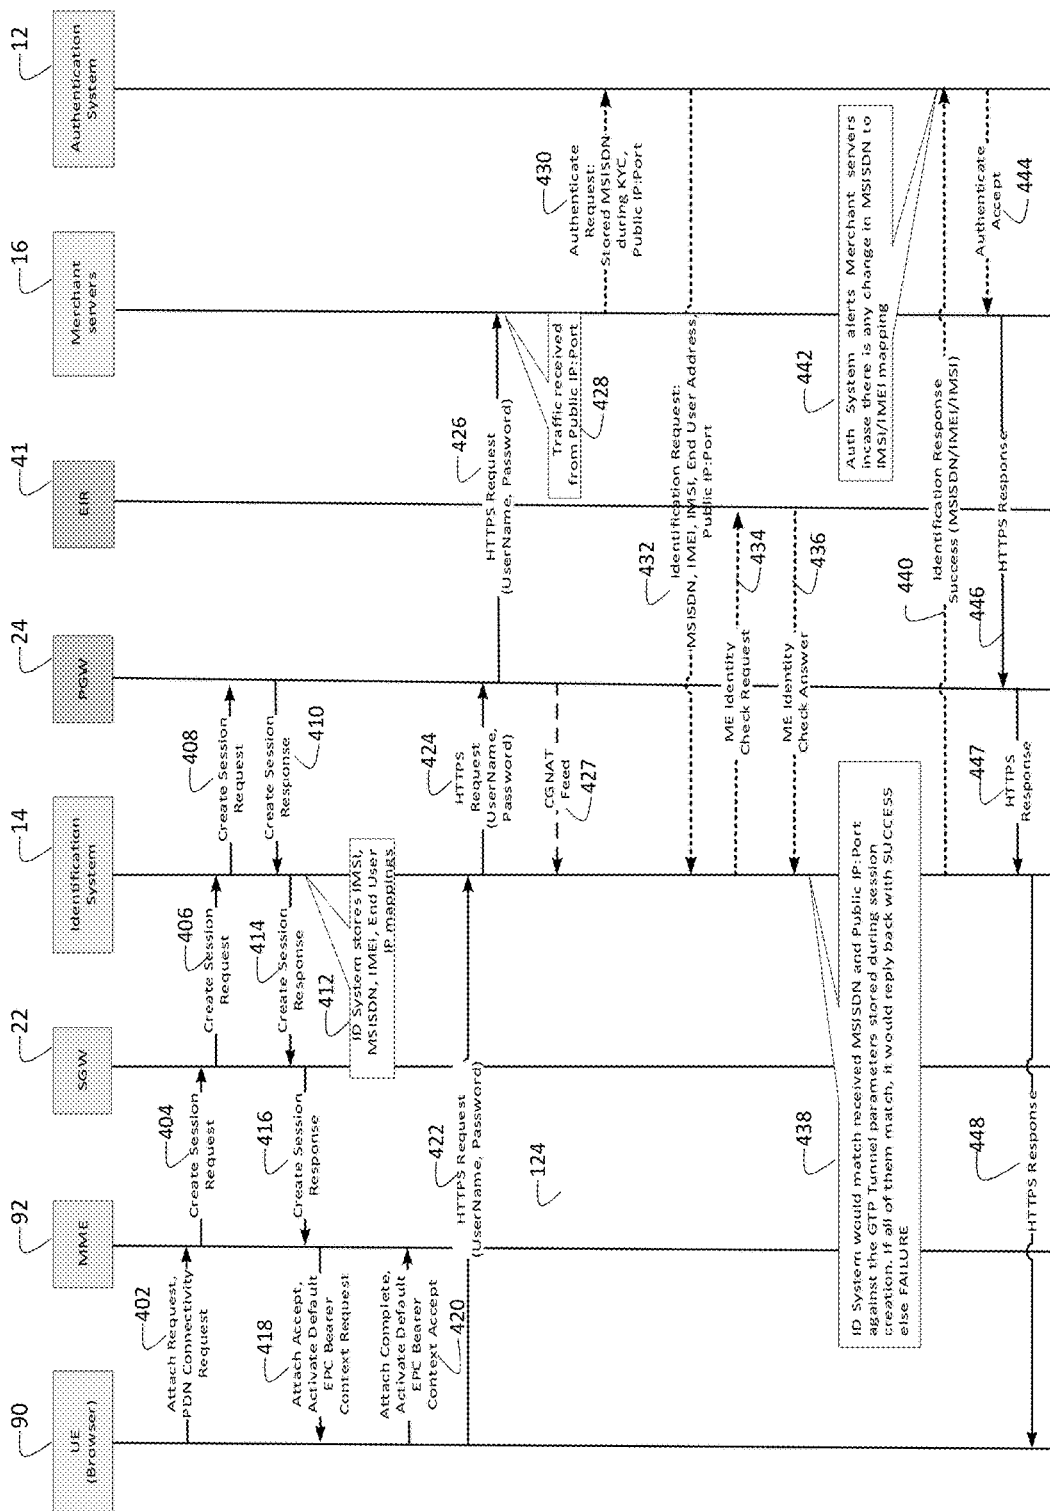 90
UE
(Browser)
92
MME
22
SGW
14
Identification
System
24
PGW
41
EIR
16
Merchant
servers
12
Authentication
System
402
Attach Request,
PDN Connectivity
Request
404
Create Session
Request
406
Create Session
Request
408
Create Session
Request
410
Create Session
Response
412
ID System stores IMSI,
MSISDN, IMEI, End User
IP mappings
414
Create Session
Response
416
Create Session
Response
418
Attach Accept,
Activate Default
EPC Bearer
Context Request
Attach Complete,
Activate Default
EPC Bearer
Context Accept
420
422
HTTPS Request
(UserName, Password)
424
HTTPS
Request
(UserName,
Password)
426
HTTPS Request
(UserName, Password)
CGNAT
Feed
427
Traffic received
from Public IP:Port
428
430
Authenticate
Request:
Stored MSISDN
during KYC,
Public IP:Port
124
432
Identification Request:
MSISDN, IMEI, IMSI, End User Address,
Public IP:Port
ME Identity
Check Request
434
ME Identity
Check Answer
436
438
ID System would match received MSISDN and Public IP:Port
against the GTP Tunnel parameters stored during session
creation. If all of them match, it would reply back with SUCCESS
else FAILURE
440
Identification Response
Success (MSISDN/IMEI/IMSI)
442
Auth System alerts Merchant servers
incase there is any change in MSISDN to
IMSI/IMEI mapping
Authenticate
Accept
444
446
HTTPS Response
447
HTTPS
Response
448
HTTPS Response